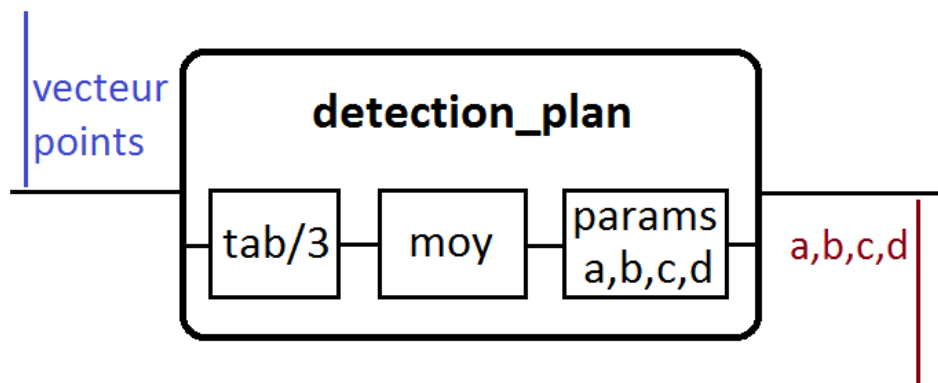 vecteur
points
detection_plan
tab/3
moy
params
a,b,c,d
a,b,c,d